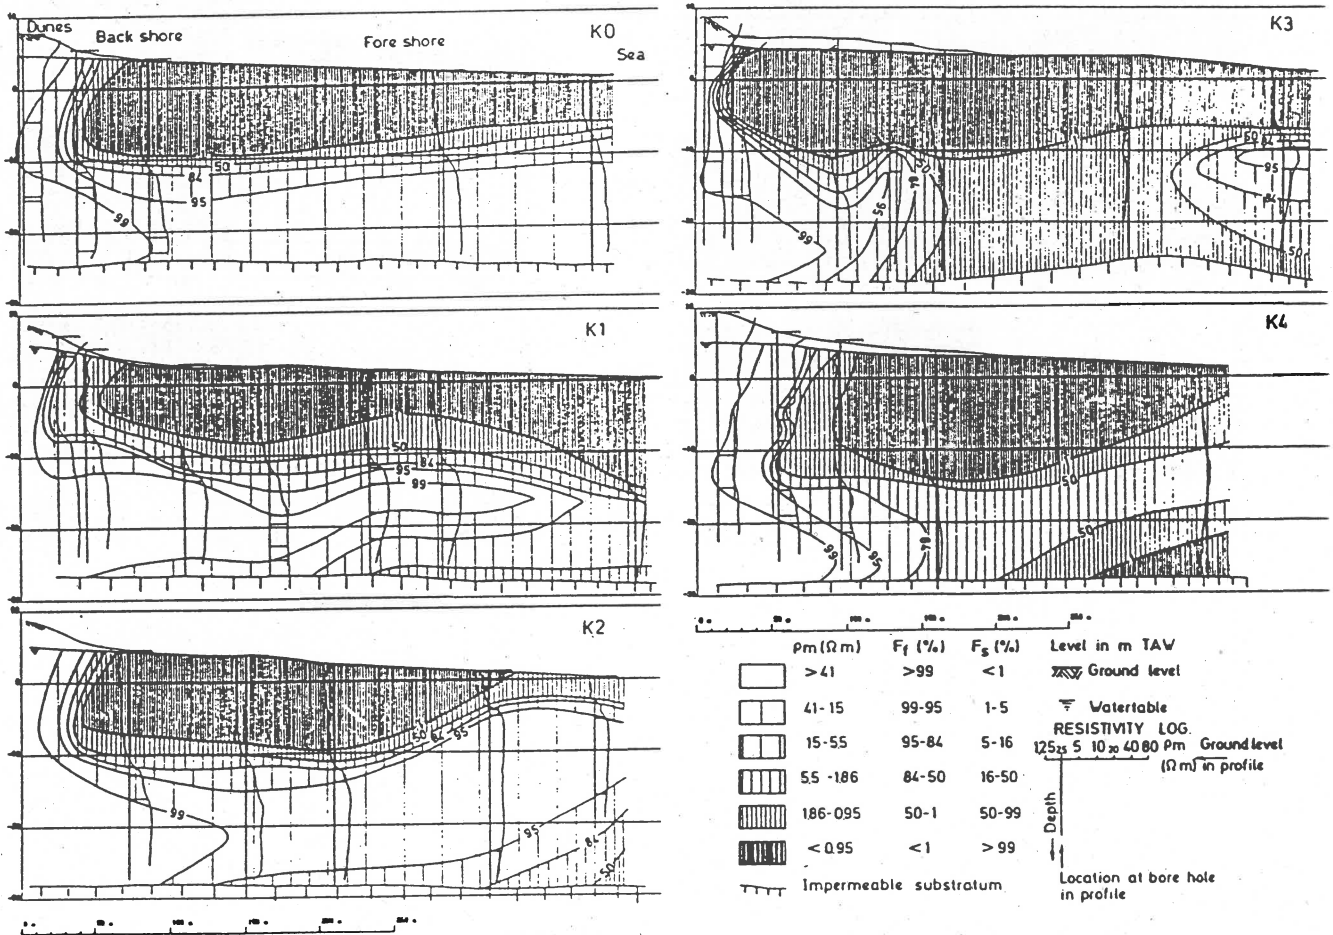 Dunes
Back shore
Fore shore
K0
Sea
50
84
95
99
K3
50
84
95
84
50
95
78
50
99
K1
50
84
95
99
K4
50
50
78
95
99
K2
50 84 95
99
95
84
50
ρm (Ω m) Ff (%) Fs (%) Level in m TAW
>41 >99 <1 Ground level
41-15 99-95 1-5 Watertable
RESISTIVITY LOG.
15-5.5 95-84 5-16 1,25 2,5 5 10 20 40 80 ρm Ground level
(Ω m) in profile
5,5 -1.86 84-50 16-50
1.86-0.95 50-1 50-99
Depth
< 0.95 <1 > 99
Impermeable substratum
Location at bore hole
in profile